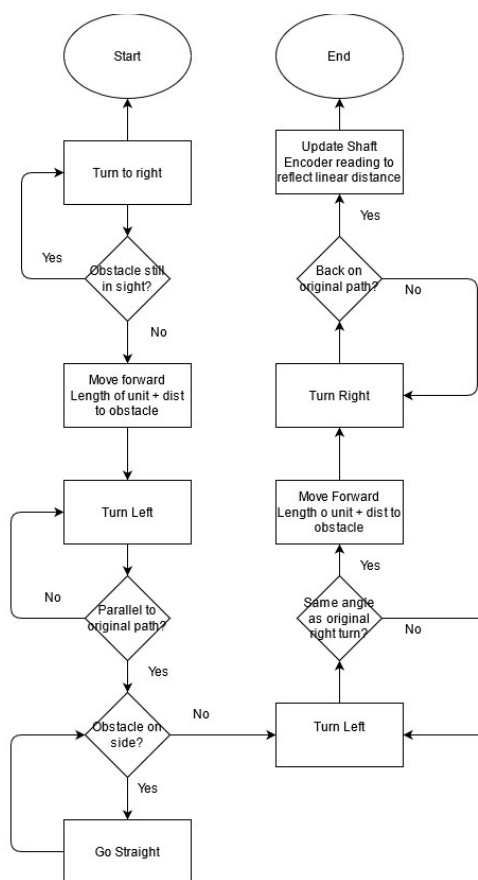 Start
Turn to right
Yes
Obstacle still
in sight?
No
Move forward
Length of unit + dist
to obstacle
Turn Left
No
Parallel to
original path?
Yes
Obstacle on
side?
No
Yes
Go Straight
End
Update Shaft
Encoder reading to
reflect linear distance
Yes
Back on
original path?
No
Turn Right
Move Forward
Length o unit + dist to
obstacle
Yes
Same angle
as original
right turn?
No
Turn Left